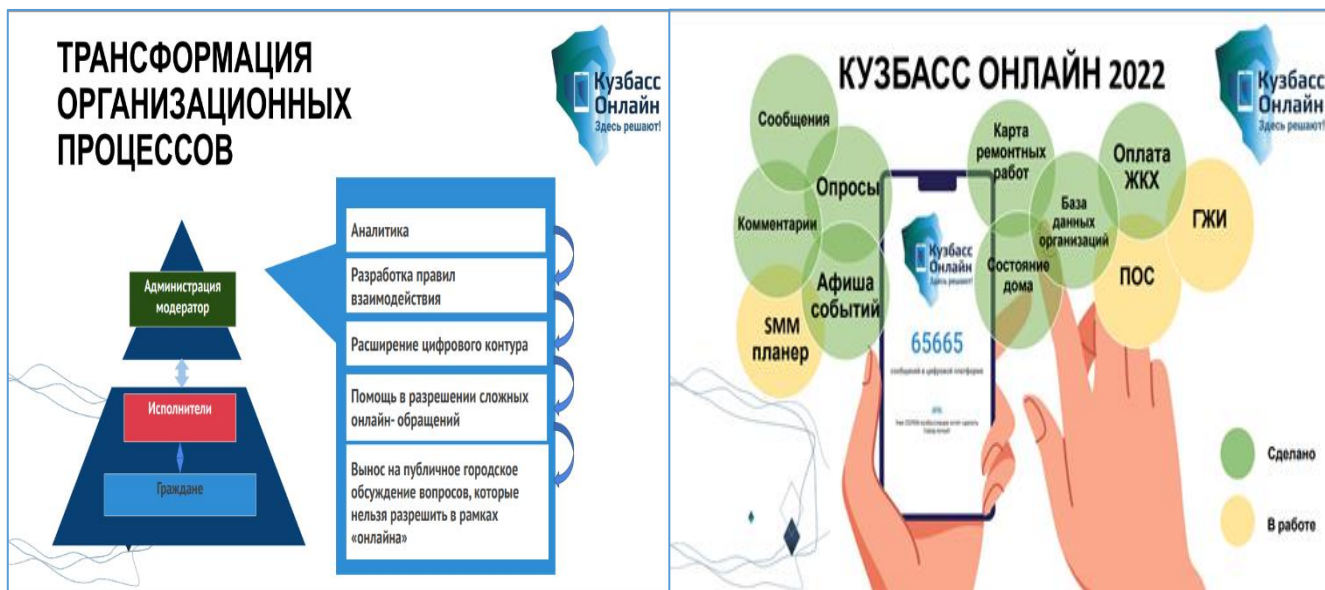 ТРАНСФОРМАЦИЯ
ОРГАНИЗАЦИОННЫХ
ПРОЦЕССОВ
Кузбасс
Онлайн
Здесь решают!
Администрация
модератор
Исполнители
Граждане
Аналитика
Разработка правил
взаимодействия
Расширение цифрового контура
Помощь в разрешении сложных
онлайн- обращений
Вынос на публичное городское
обсуждение вопросов, которые
нельзя разрешить в рамках
«онлайна»
КУЗБАСС ОНЛАЙН 2022
Кузбасс
Онлайн
Здесь решают!
Сообщения
Опросы
Комментарии
Афиша
событий
SMM
планер
Карта
ремонтных
работ
База
данных
организаций
Состояние
дома
Оплата
ЖКХ
ПОС
ГЖИ
Кузбасс
Онлайн
Здесь решают!
65665
сообщений в цифровой платформе
Сделано
В работе